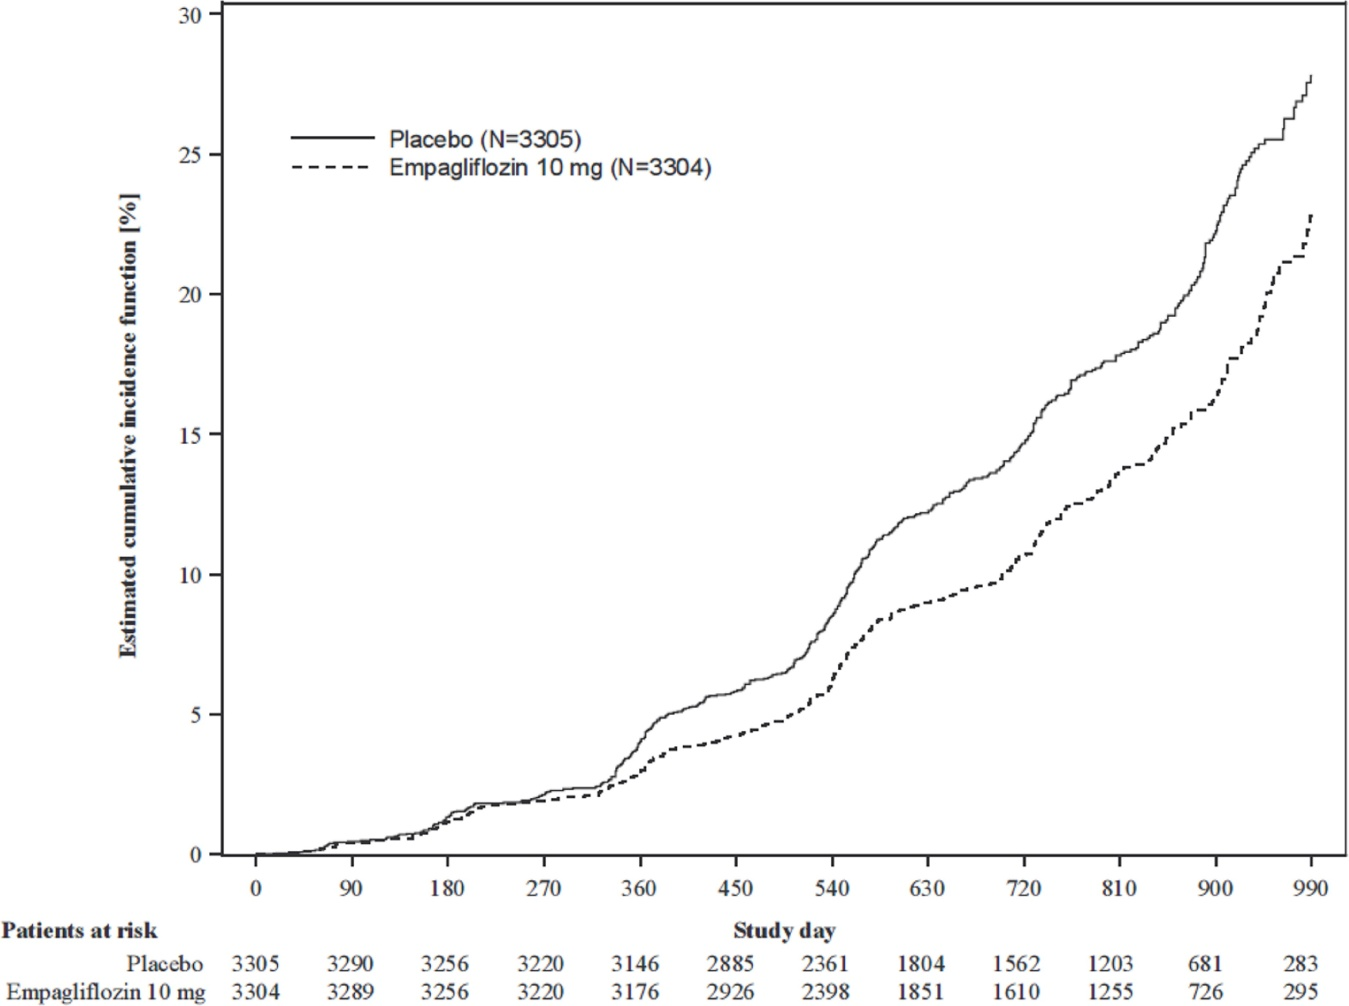 30
25
20
15
10
5
0
Estimated cumulative incidence function [%]
Placebo (N=3305)
Empagliflozin 10 mg (N=3304)
0 90 180 270 360 450 540 630 720 810 900 990
Patients at risk Study day
Placebo 3305 3290 3256 3220 3146 2885 2361 1804 1562 1203 681 283
Empagliflozin 10 mg 3304 3289 3256 3220 3176 2926 2398 1851 1610 1255 726 295